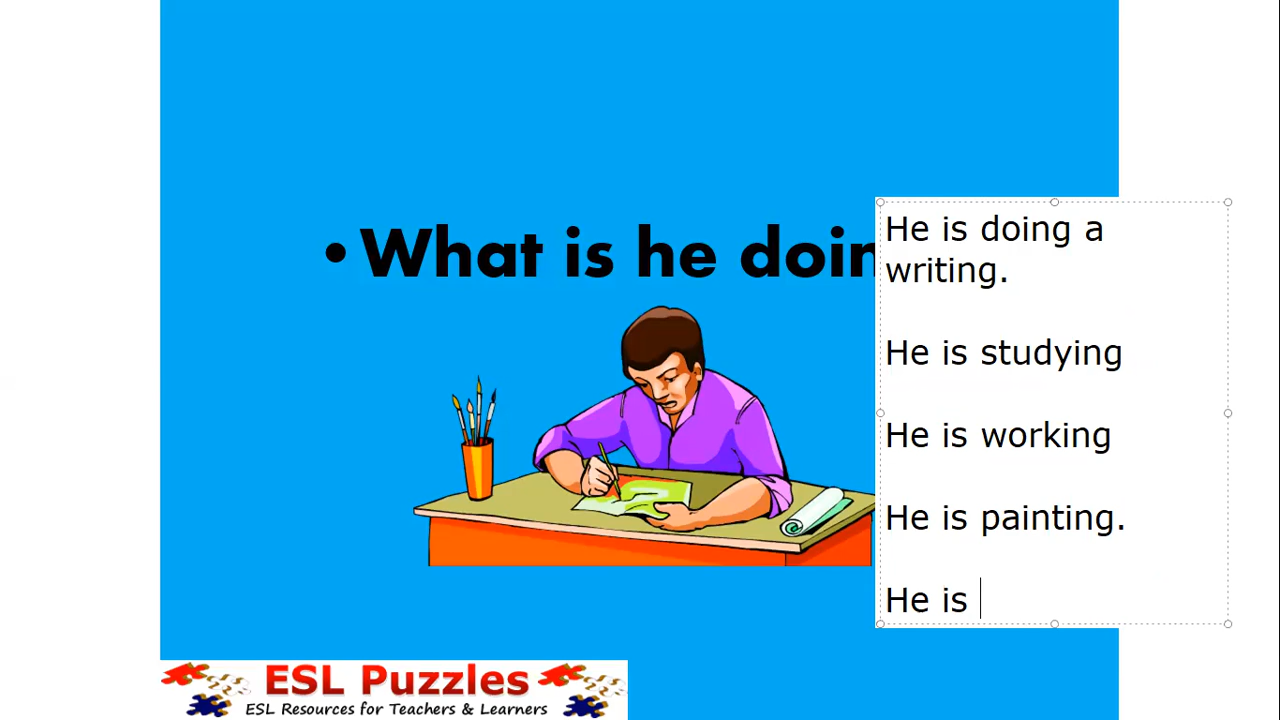 • What is he doin
He is doing a
writing.
He is studying
He is working
He is painting.
He is
ESL Puzzles
ESL Resources for Teachers & Learners